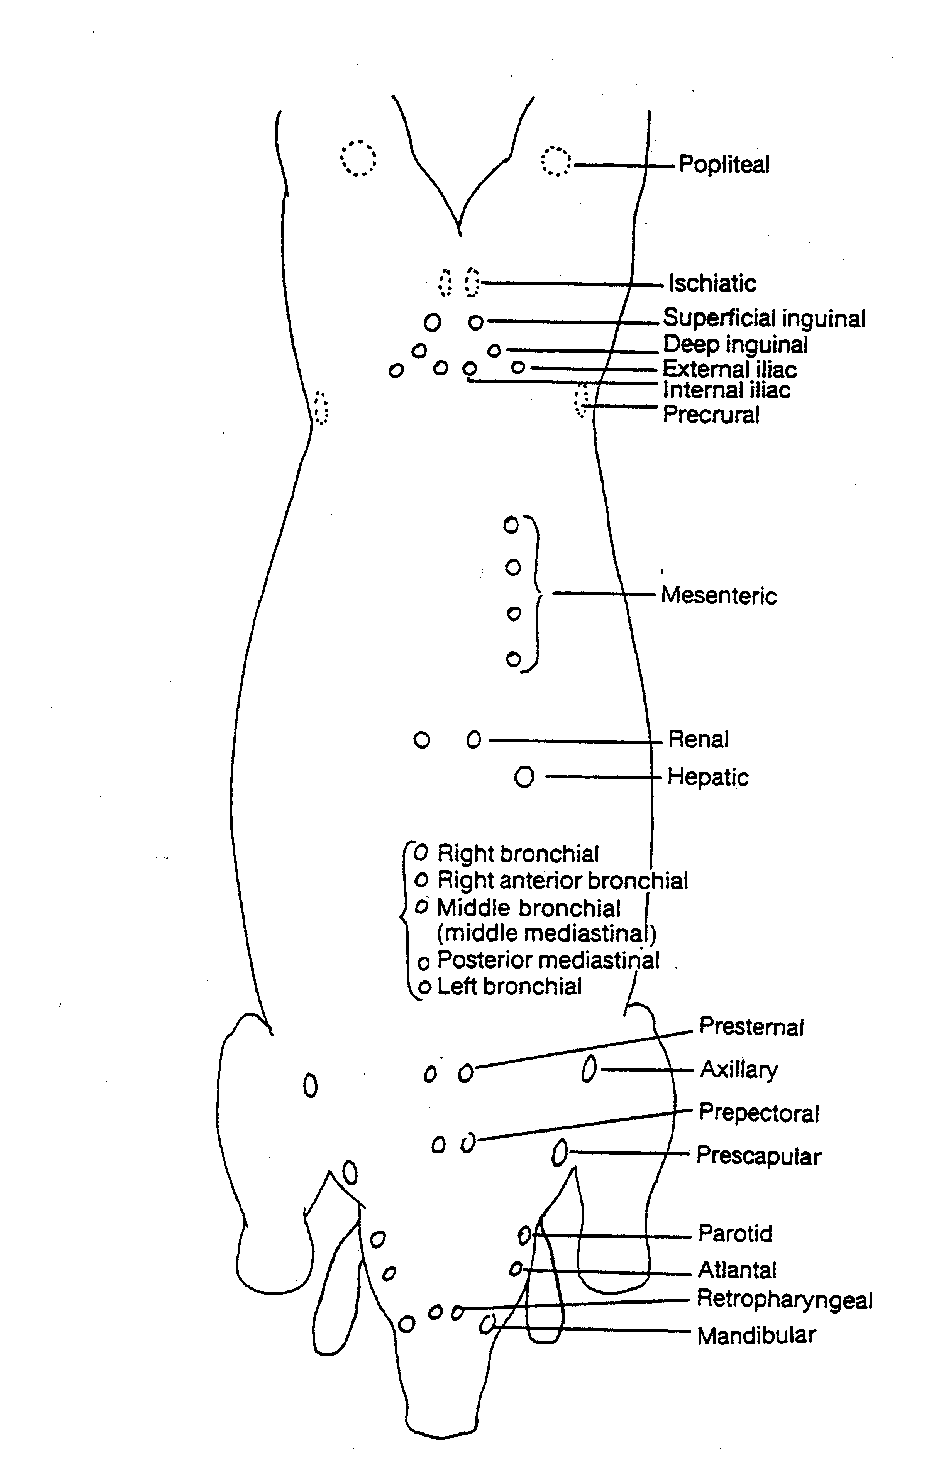 Popliteal
Ischiatic
Superficial inguinal
Deep inguinal
External iliac
Internal iliac
Precrural
Mesenteric
Renal
Hepatic
Right bronchial
Right anterior bronchial
Middle bronchial
(middle mediastinal)
Posterior mediastinal
Left bronchial
Presternal
Axillary
Prepectoral
Prescapular
Parotid
Atlantal
Retropharyngeal
Mandibular